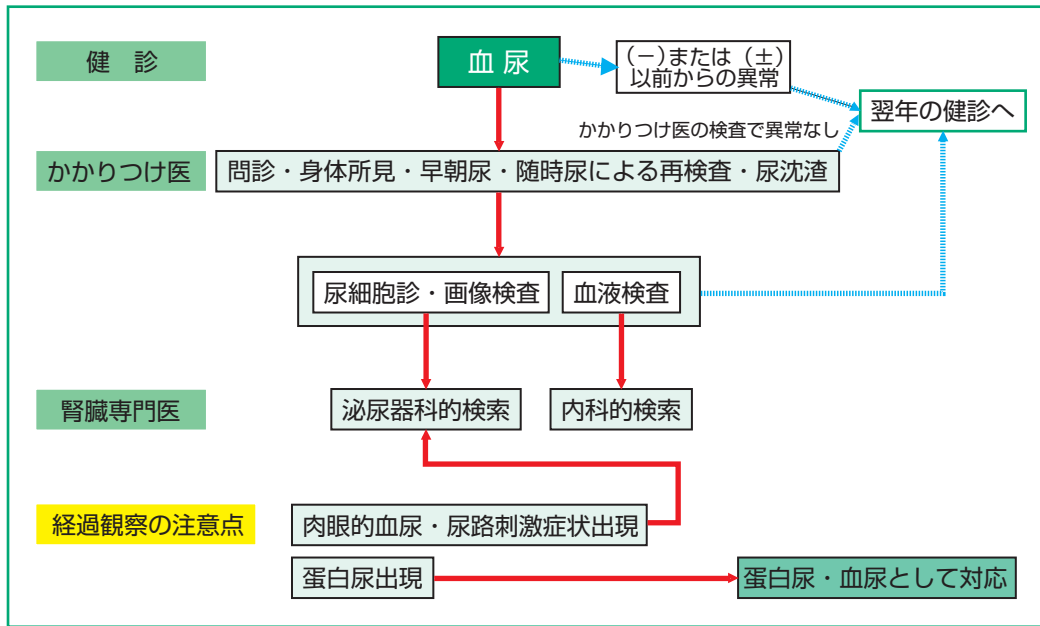 健　診
血 尿
(－)または (±)
以前からの異常
翌年の健診へ
かかりつけ医の検査で異常なし
かかりつけ医
問診・身体所見・早朝尿・随時尿による再検査・尿沈渣
尿細胞診・画像検査
血液検査
腎臓専門医
泌尿器科的検索
内科的検索
経過観察の注意点
肉眼的血尿・尿路刺激症状出現
蛋白尿出現
蛋白尿・血尿として対応